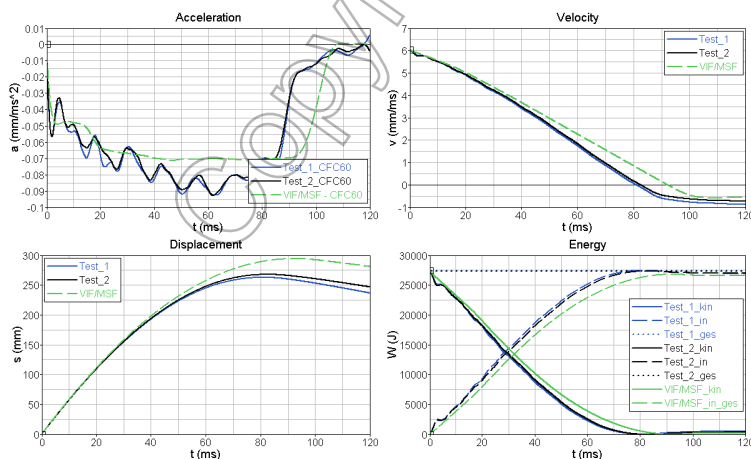 Acceleration
0.01
0
-0.01
-0.02
-0.03
-0.04
-0.05
-0.06
-0.07
-0.08
-0.09
-0.1
a (mm/ms^2)
0 20 40 60 80 100 120
t (ms)
Test_1_CFC60
Test_2_CFC60
VIF/MSF - CFC60
Velocity
7
6
5
4
3
2
1
0
-1
v (mm/ms)
0 20 40 60 80 100 120
t (ms)
Test_1
Test_2
VIF/MSF
Displacement
300
250
200
150
100
50
0
s (mm)
0 20 40 60 80 100 120
t (ms)
Test_1
Test_2
VIF/MSF
Energy
30000
25000
20000
15000
10000
5000
0
W (J)
0 20 40 60 80 100 120
t (ms)
Test_1_kin
Test_1_in
Test_1_ges
Test_2_kin
Test_2_in
Test_2_ges
VIF/MSF_kin
VIF/MSF_in_ges